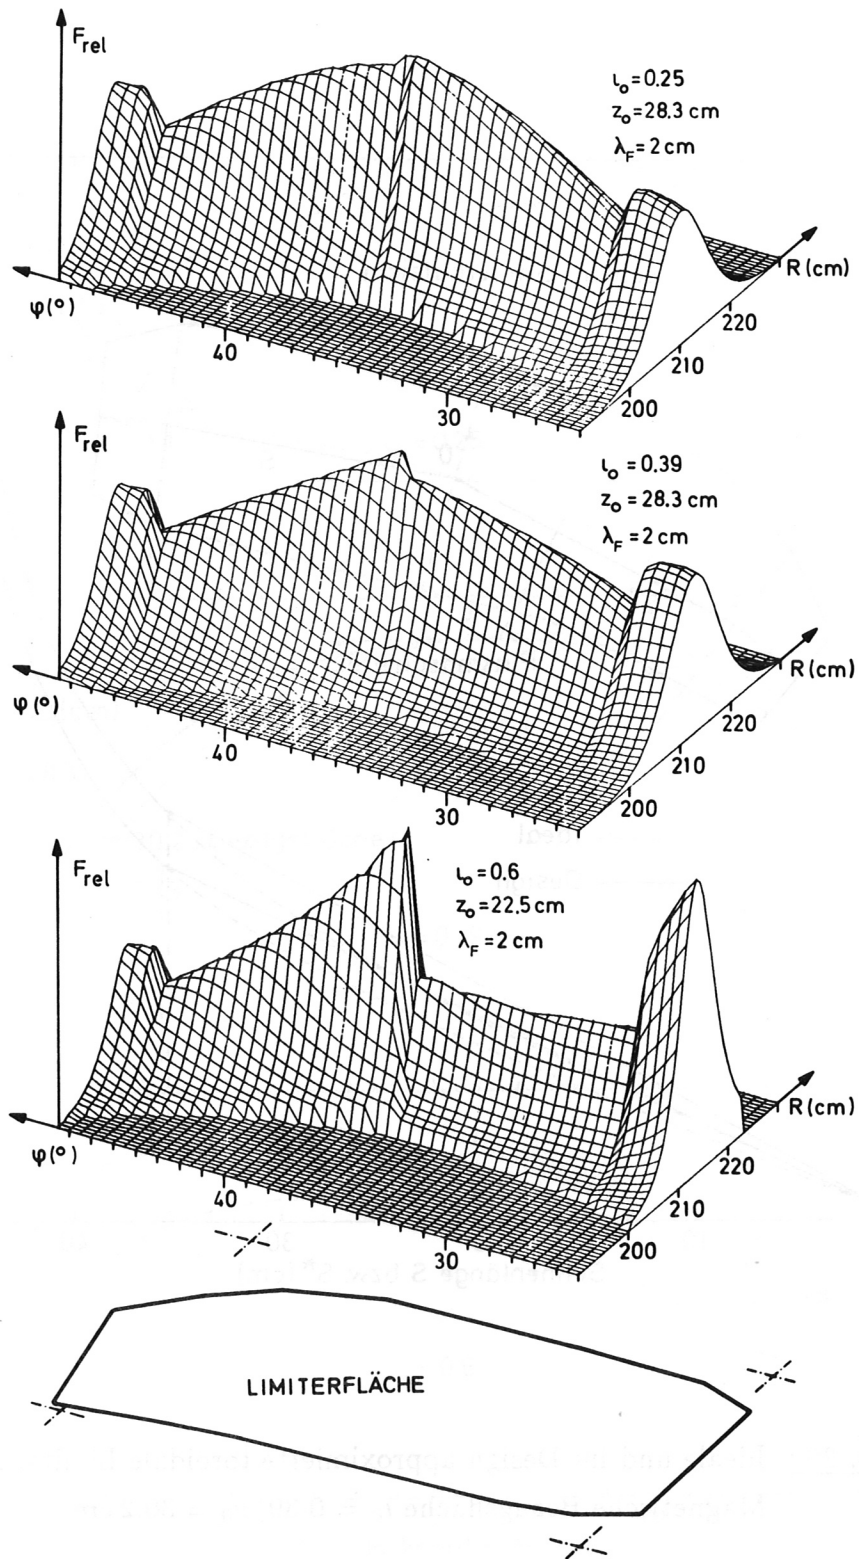 F_rel
ι_o = 0.25
z_o = 28.3 cm
λ_F = 2 cm
R (cm)
220
210
200
30
40
φ (°)
F_rel
ι_o = 0.39
z_o = 28.3 cm
λ_F = 2 cm
R (cm)
220
210
200
30
40
φ (°)
F_rel
ι_o = 0.6
z_o = 22.5 cm
λ_F = 2 cm
R (cm)
220
210
200
30
40
φ (°)
LIMITERFLÄCHE